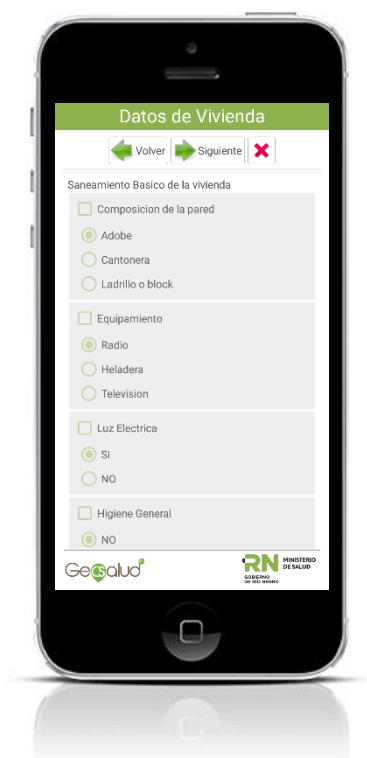 Datos de Vivienda
Volver
Siguiente
Saneamiento Basico de la vivienda
Composicion de la pared
Adobe
Cantonera
Ladrillo o block
Equipamiento
Radio
Heladera
Television
Luz Electrica
SI
NO
Higiene General
NO
Geosalud
RN
GOBIERNO
DE RÍO NEGRO
MINISTERIO
DE SALUD